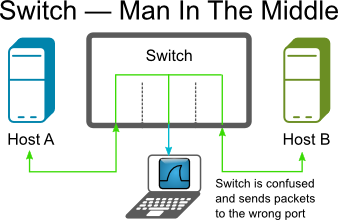 Switch — Man In The Middle
Switch
Host A
Host B
Switch is confused
and sends packets
to the wrong port